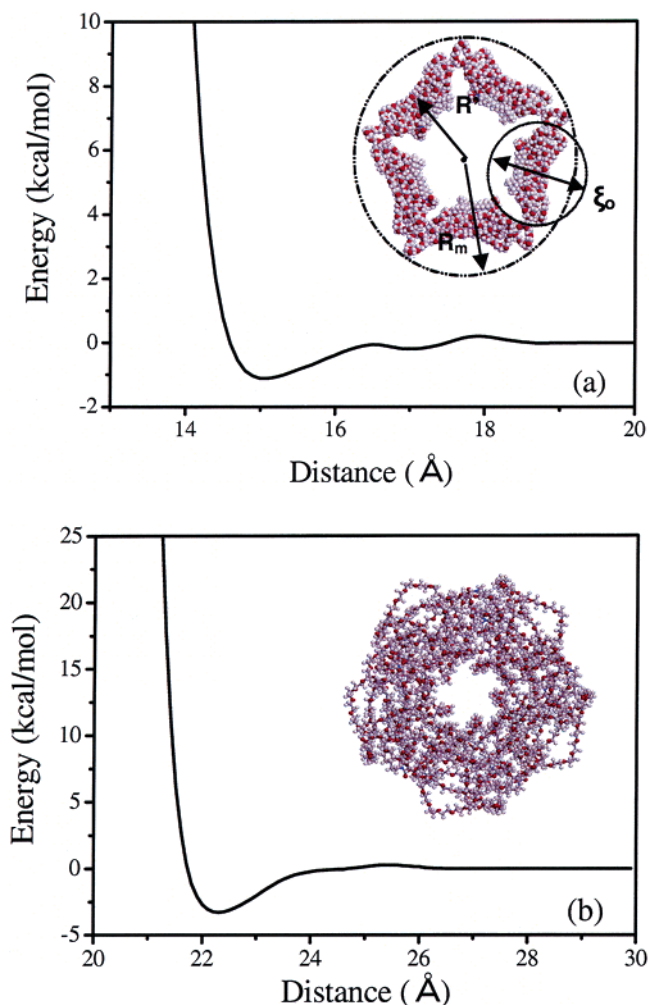 10
8
6
4
2
0
-2
Energy (kcal/mol)
R*
Rₘ
ξₒ
(a)
14 16 18 20
Distance ( Å)
25
20
15
10
5
0
-5
Energy (kcal/mol)
(b)
20 22 24 26 28 30
Distance ( Å)